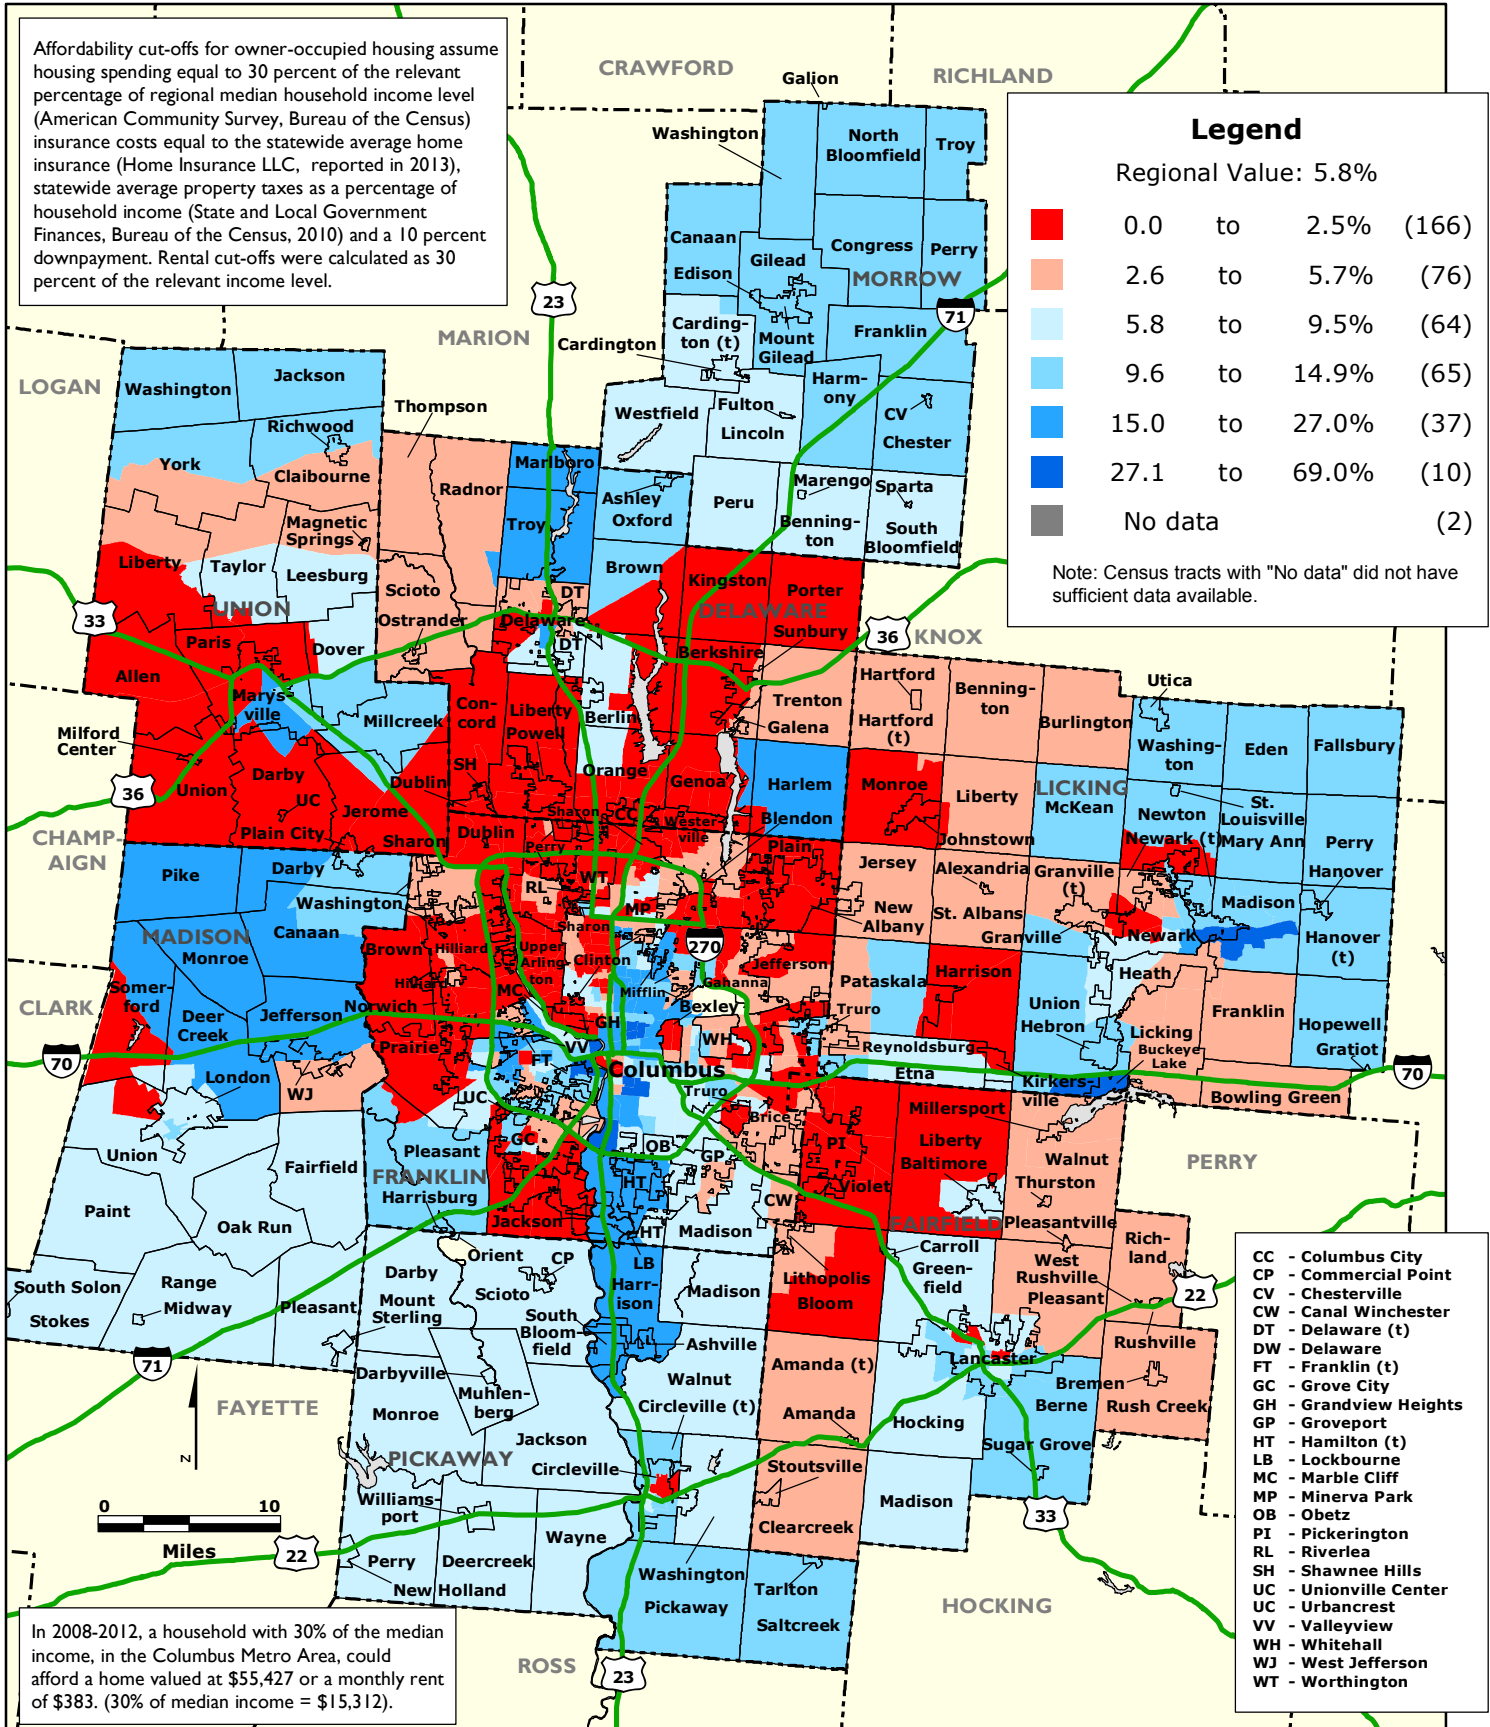 Affordability cut-offs for owner-occupied housing assume
housing spending equal to 30 percent of the relevant
percentage of regional median household income level
(American Community Survey, Bureau of the Census)
insurance costs equal to the statewide average home
insurance (Home Insurance LLC, reported in 2013),
statewide average property taxes as a percentage of
household income (State and Local Government
Finances, Bureau of the Census, 2010) and a 10 percent
downpayment. Rental cut-offs were calculated as 30
percent of the relevant income level.
CRAWFORD
RICHLAND
Galion
Washington
North
Bloomfield
Troy
Legend
Regional Value: 5.8%
0.0 to 2.5% (166)
2.6 to 5.7% (76)
5.8 to 9.5% (64)
9.6 to 14.9% (65)
15.0 to 27.0% (37)
27.1 to 69.0% (10)
No data (2)
Note: Census tracts with "No data" did not have
sufficient data available.
Canaan
Congress
Perry
Gilead
Edison
MORROW
23
71
MARION
Carding-
ton (t)
Cardington
Mount
Gilead
Franklin
LOGAN
Washington
Jackson
Harm-
ony
Thompson
Westfield
Fulton
Lincoln
CV
Chester
Richwood
York
Claibourne
Radnor
Marlboro
Ashley
Oxford
Peru
Marengo
Sparta
Troy
Magnetic
Springs
Benning-
ton
South
Bloomfield
Liberty
Taylor
Leesburg
Brown
Kingston
Porter
Scioto
DT
UNION
DELAWARE
33
Ostrander
Delaware
Sunbury
36
KNOX
Paris
Dover
DT
Berkshire
Allen
Hartford
Benning-
ton
Utica
Marys-
ville
Con-
cord
Liberty
Berlin
Trenton
Galena
Hartford
(t)
Burlington
Millcreek
Powell
Milford
Center
Washing-
ton
Eden
Fallsbury
SH
Orange
Darby
Dublin
Genoa
Harlem
Monroe
LICKING
36
Union
UC
Jerome
Liberty
McKean
St.
Louisville
Sharon
CC
Wester-
ville
Blendon
Newton
CHAMP-
AIGN
Plain City
Sharon
Dublin
Perry
Plain
Johnstown
Newark (t)
Mary Ann
Perry
Pike
Darby
Jersey
Alexandria
Granville
(t)
Hanover
RL
WT
Washington
MP
New
Albany
St. Albans
Madison
Canaan
Sharon
Granville
Newark
Hanover
(t)
MADISON
Monroe
Brown
Hilliard
Upper
Arling-
ton
Clinton
270
Jefferson
Harrison
Heath
Somer-
ford
MC
Mifflin
Gahanna
Pataskala
CLARK
Norwich
Bexley
Truro
Union
Franklin
Deer
Creek
Jefferson
GH
Hebron
Licking
Hopewell
Prairie
VV
WH
Reynoldsburg
Buckeye
Lake
Gratiot
70
FT
Columbus
Etna
70
London
Kirkers-
ville
WJ
UC
Truro
Bowling Green
Brice
Millersport
Union
Pleasant
GC
OB
GP
PI
Liberty
Baltimore
Walnut
PERRY
Fairfield
FRANKLIN
HT
Violet
Thurston
Harrisburg
CW
Paint
Oak Run
Jackson
HT
Madison
FAIRFIELD
Pleasantville
Orient
CP
LB
Carroll
Rich-
land
CC - Columbus City
CP - Commercial Point
CV - Chesterville
CW - Canal Winchester
DT - Delaware (t)
DW - Delaware
FT - Franklin (t)
GC - Grove City
GH - Grandview Heights
GP - Groveport
HT - Hamilton (t)
LB - Lockbourne
MC - Marble Cliff
MP - Minerva Park
OB - Obetz
PI - Pickerington
RL - Riverlea
SH - Shawnee Hills
UC - Unionville Center
UC - Urbancrest
VV - Valleyview
WH - Whitehall
WJ - West Jefferson
WT - Worthington
Darby
Scioto
Harr-
ison
Green-
field
West
Rushville
South Solon
Range
Lithopolis
Bloom
Pleasant
22
Midway
Pleasant
Mount
Sterling
Madison
South
Bloom-
field
Stokes
Ashville
Rushville
71
Lancaster
Darbyville
Amanda (t)
Walnut
Bremen
Muhlen-
berg
Circleville (t)
Berne
FAYETTE
Monroe
Amanda
Hocking
Rush Creek
Jackson
Sugar Grove
PICKAWAY
Circleville
Stoutsville
N
Williams-
port
Madison
0 10
Miles
Clearcreek
33
Wayne
22
Perry
Deercreek
Washington
Tarlton
New Holland
Pickaway
HOCKING
Saltcreek
In 2008-2012, a household with 30% of the median
income, in the Columbus Metro Area, could
afford a home valued at $55,427 or a monthly rent
of $383. (30% of median income = $15,312).
ROSS
23